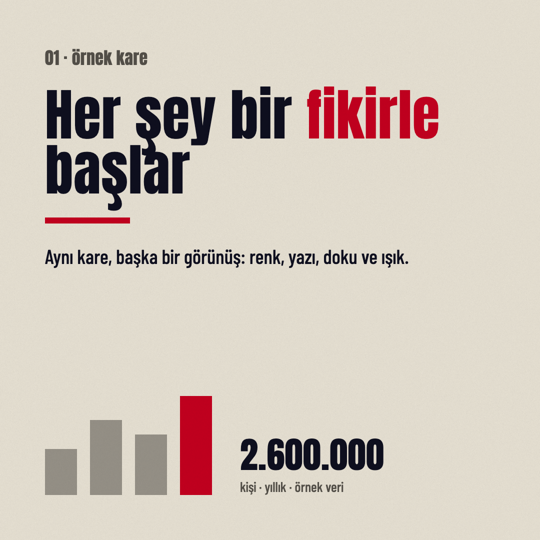 01 · örnek kare
Her şey bir fikirle
başlar
Aynı kare, başka bir görünüş: renk, yazı, doku ve ışık.
2.600.000
kişi · yıllık · örnek veri